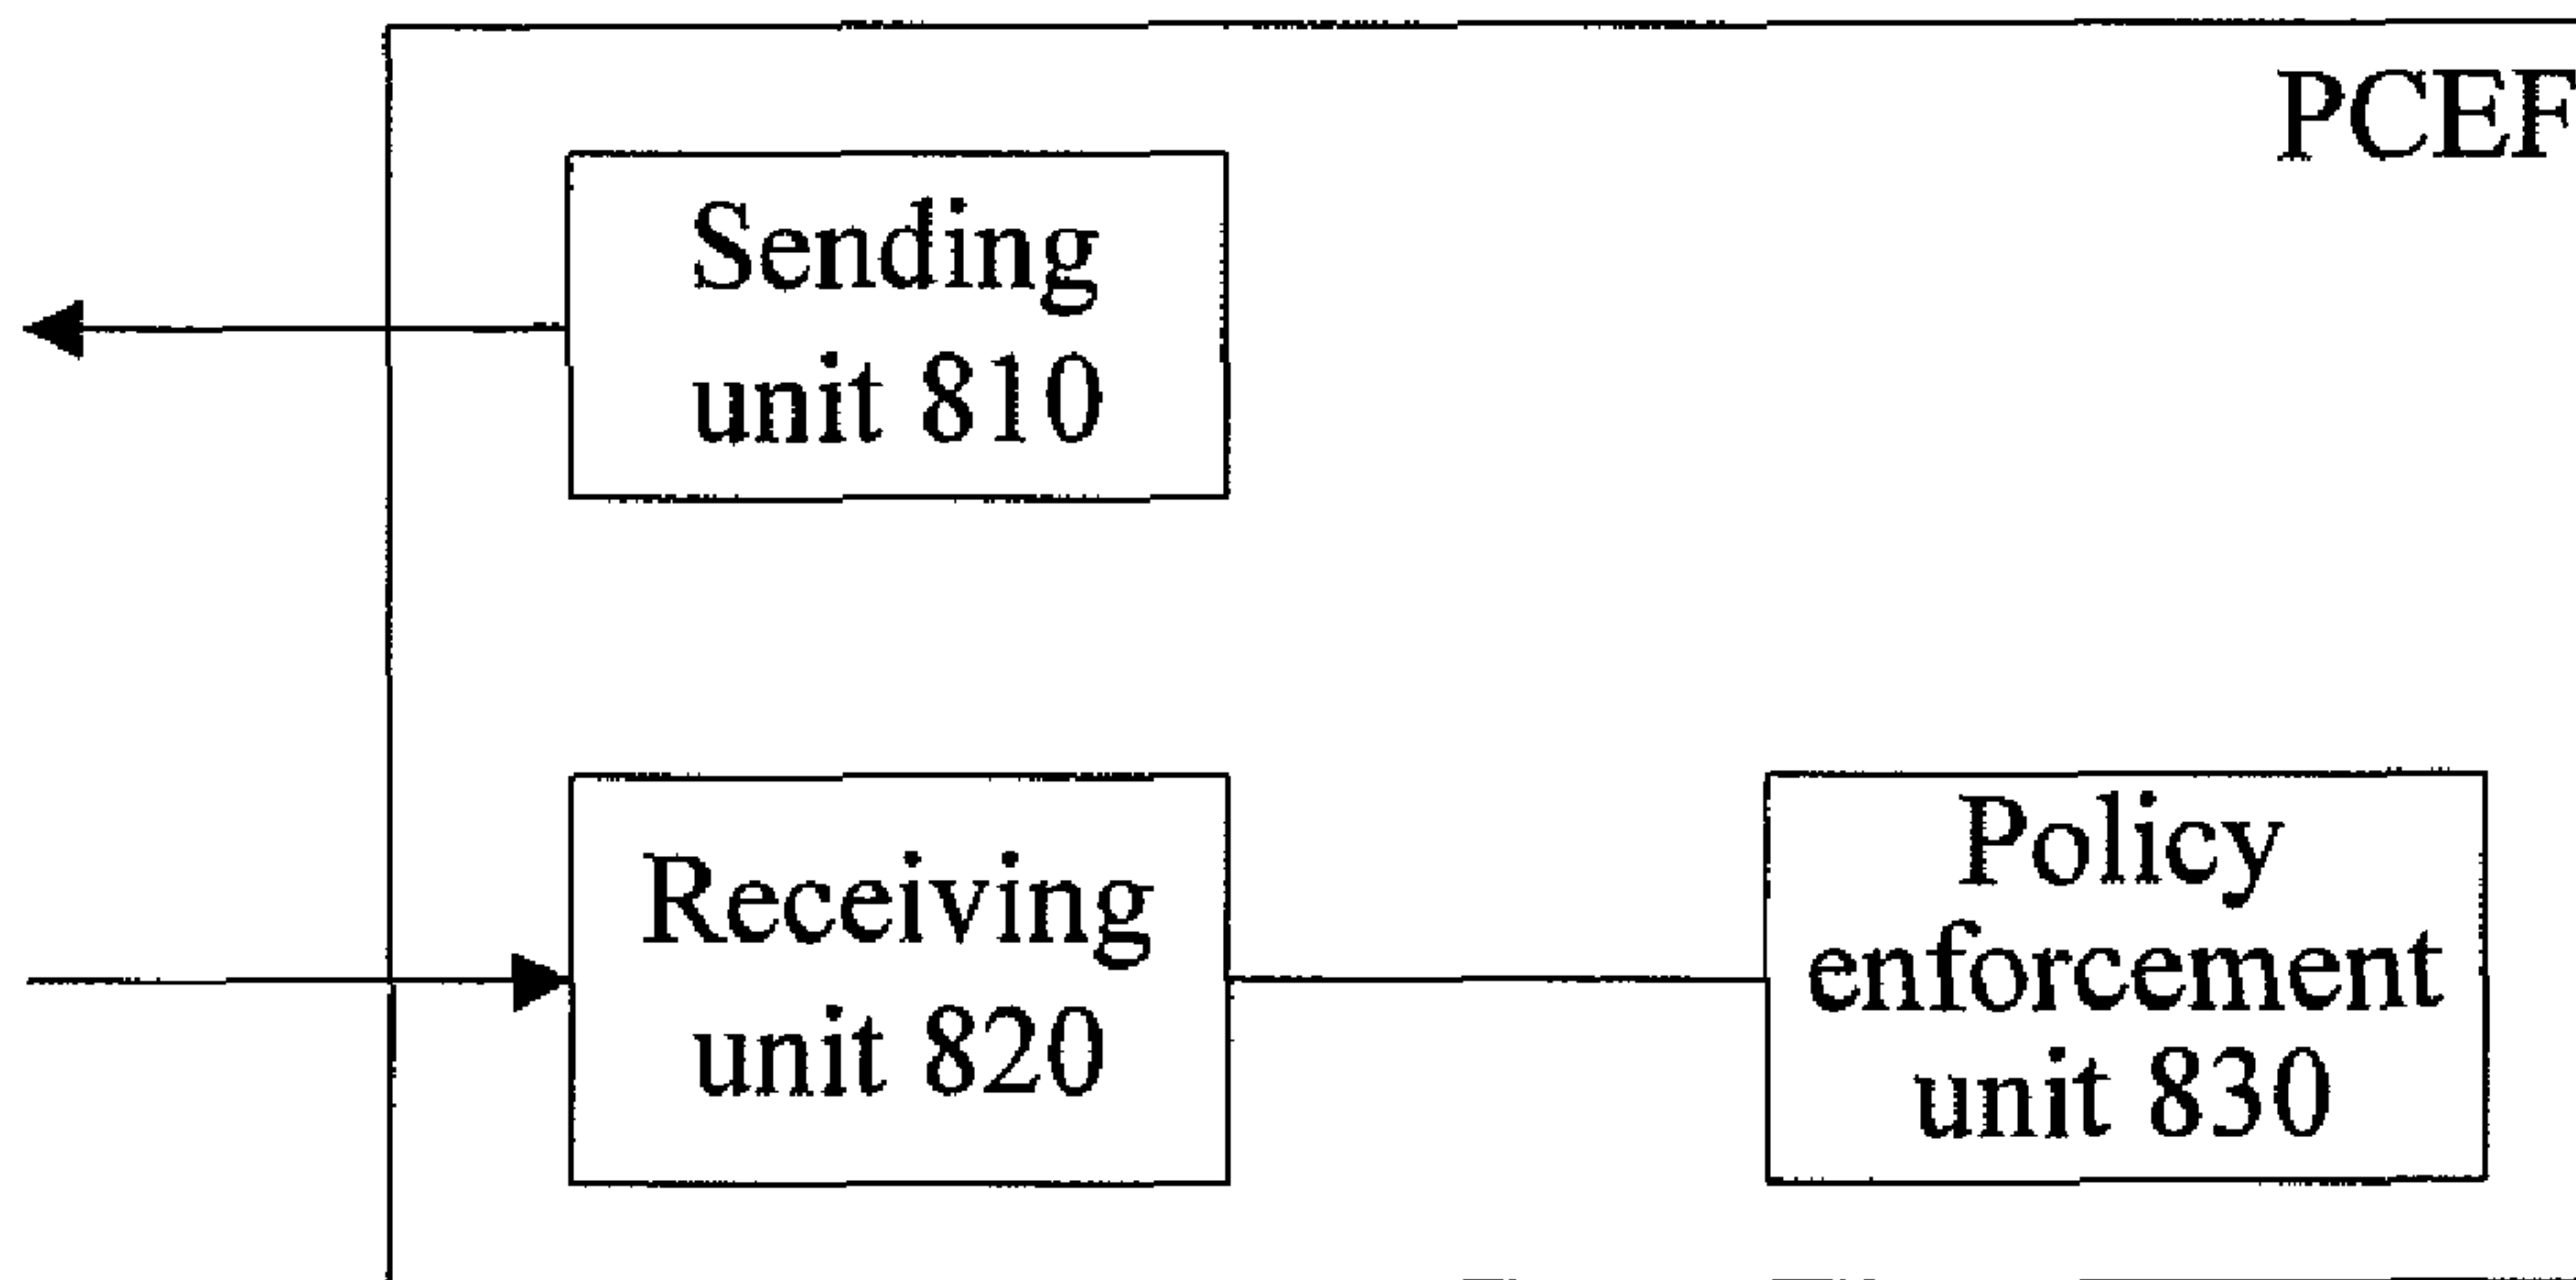 PCEF
Sending
unit 810
Receiving
unit 820
Policy
enforcement
unit 830